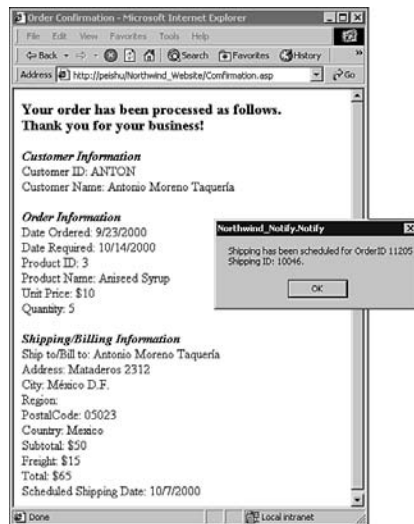 Order Confirmation - Microsoft Internet Explorer
File Edit View Favorites Tools Help
Back Search Favorites History »
Address http://peishu/Northwind_Website/Comfirmation.asp Go
Your order has been processed as follows.
Thank you for your business!
Customer Information
Customer ID: ANTON
Customer Name: Antonio Moreno Taquería
Order Information
Date Ordered: 9/23/2000
Date Required: 10/14/2000
Product ID: 3
Product Name: Aniseed Syrup
Unit Price: $10
Quantity: 5
Northwind_Notify.Notify
Shipping has been scheduled for OrderID 11205
Shipping ID: 10046.
OK
Shipping/Billing Information
Ship to/Bill to: Antonio Moreno Taquería
Address: Mataderos 2312
City: México D.F.
Region:
PostalCode: 05023
Country: Mexico
Subtotal: $50
Freight: $15
Total: $65
Scheduled Shipping Date: 10/7/2000
Done Local intranet